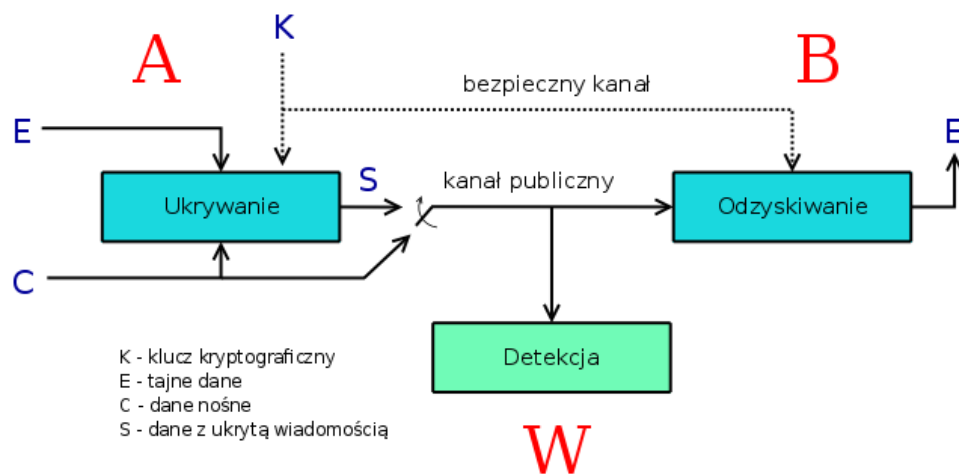 A
K
B
bezpieczny kanał
E
E
S
kanał publiczny
Ukrywanie
Odzyskiwanie
C
Detekcja
K - klucz kryptograficzny
E - tajne dane
C - dane nośne
S - dane z ukrytą wiadomością
W